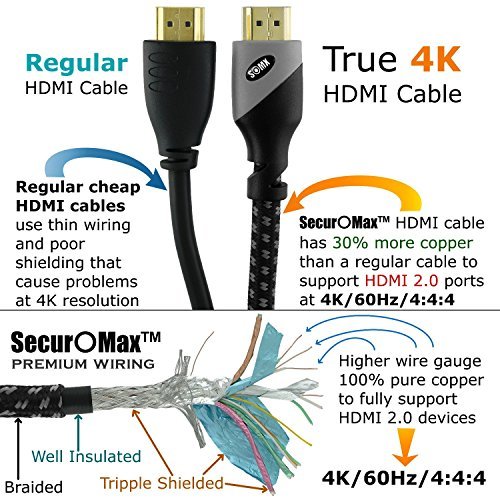 Regular
HDMI Cable
True 4K
HDMI Cable
SOMX
Regular cheap
HDMI cables
use thin wiring
and poor
shielding that
cause problems
at 4K resolution
SecurOMax™ HDMI cable
has 30% more copper
than a regular cable to
support HDMI 2.0 ports
at 4K/60Hz/4:4:4
SecurOMax™
PREMIUM WIRING
Higher wire gauge
100% pure copper
to fully support
HDMI 2.0 devices
4K/60Hz/4:4:4
Well Insulated
Braided
Tripple Shielded